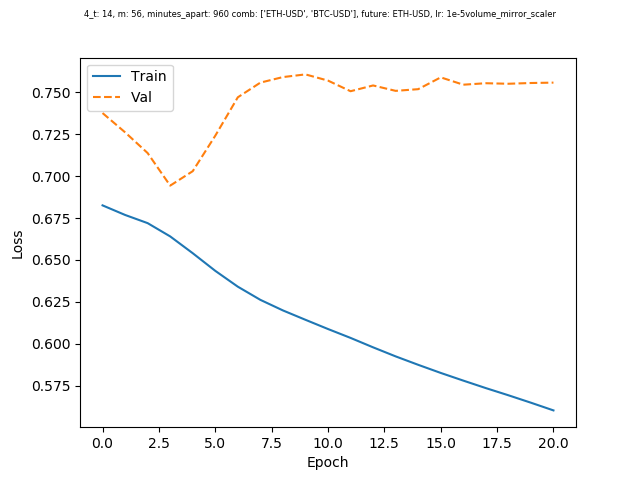 4_t: 14, m: 56, minutes_apart: 960 comb: ['ETH-USD', 'BTC-USD'], future: ETH-USD, lr: 1e-5volume_mirror_scaler
Train
Val
0.750
0.725
0.700
0.675
0.650
0.625
0.600
0.575
Loss
0.0 2.5 5.0 7.5 10.0 12.5 15.0 17.5 20.0
Epoch